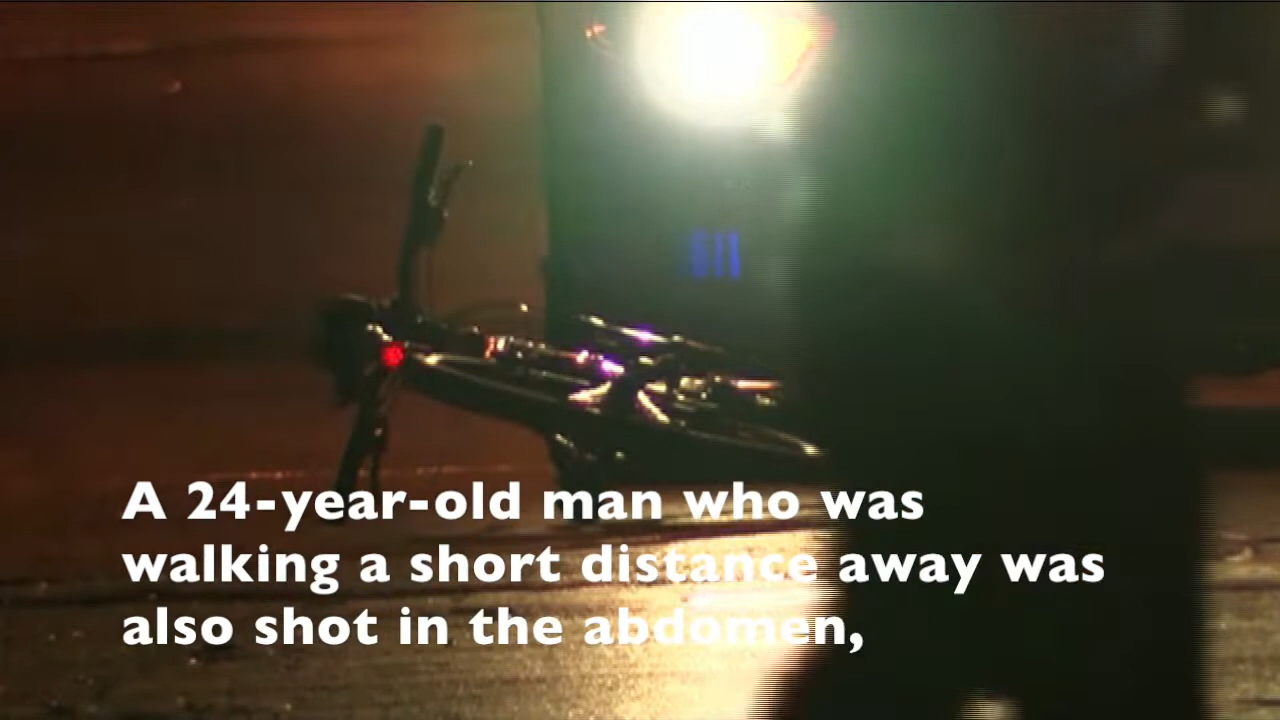 A 24-year-old man who was
walking a short distance away was
also shot in the abdomen,